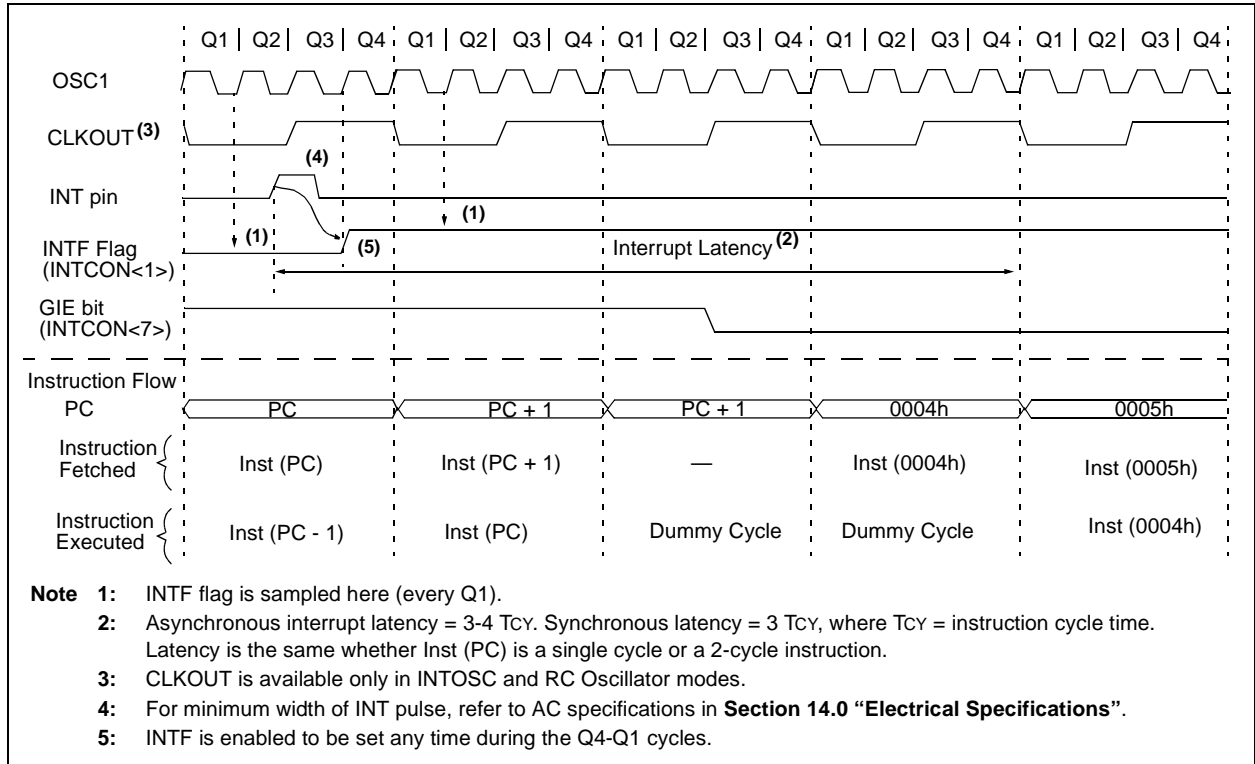 Q1 | Q2 | Q3 | Q4 Q1 | Q2 | Q3 | Q4 Q1 | Q2 | Q3 | Q4 Q1 | Q2 | Q3 | Q4 Q1 | Q2 | Q3 | Q4
OSC1
CLKOUT (3)
(4)
INT pin
(1)
(1)
(5)
INTF Flag
(INTCON<1>)
Interrupt Latency (2)
GIE bit
(INTCON<7>)
Instruction Flow
PC PC PC + 1 PC + 1 0004h 0005h
Instruction
Fetched
Inst (PC) Inst (PC + 1) — Inst (0004h) Inst (0005h)
Instruction
Executed
Inst (PC - 1) Inst (PC) Dummy Cycle Dummy Cycle Inst (0004h)
Note 1: INTF flag is sampled here (every Q1).
2: Asynchronous interrupt latency = 3-4 TCY. Synchronous latency = 3 TCY, where TCY = instruction cycle time.
Latency is the same whether Inst (PC) is a single cycle or a 2-cycle instruction.
3: CLKOUT is available only in INTOSC and RC Oscillator modes.
4: For minimum width of INT pulse, refer to AC specifications in Section 14.0 “Electrical Specifications”.
5: INTF is enabled to be set any time during the Q4-Q1 cycles.